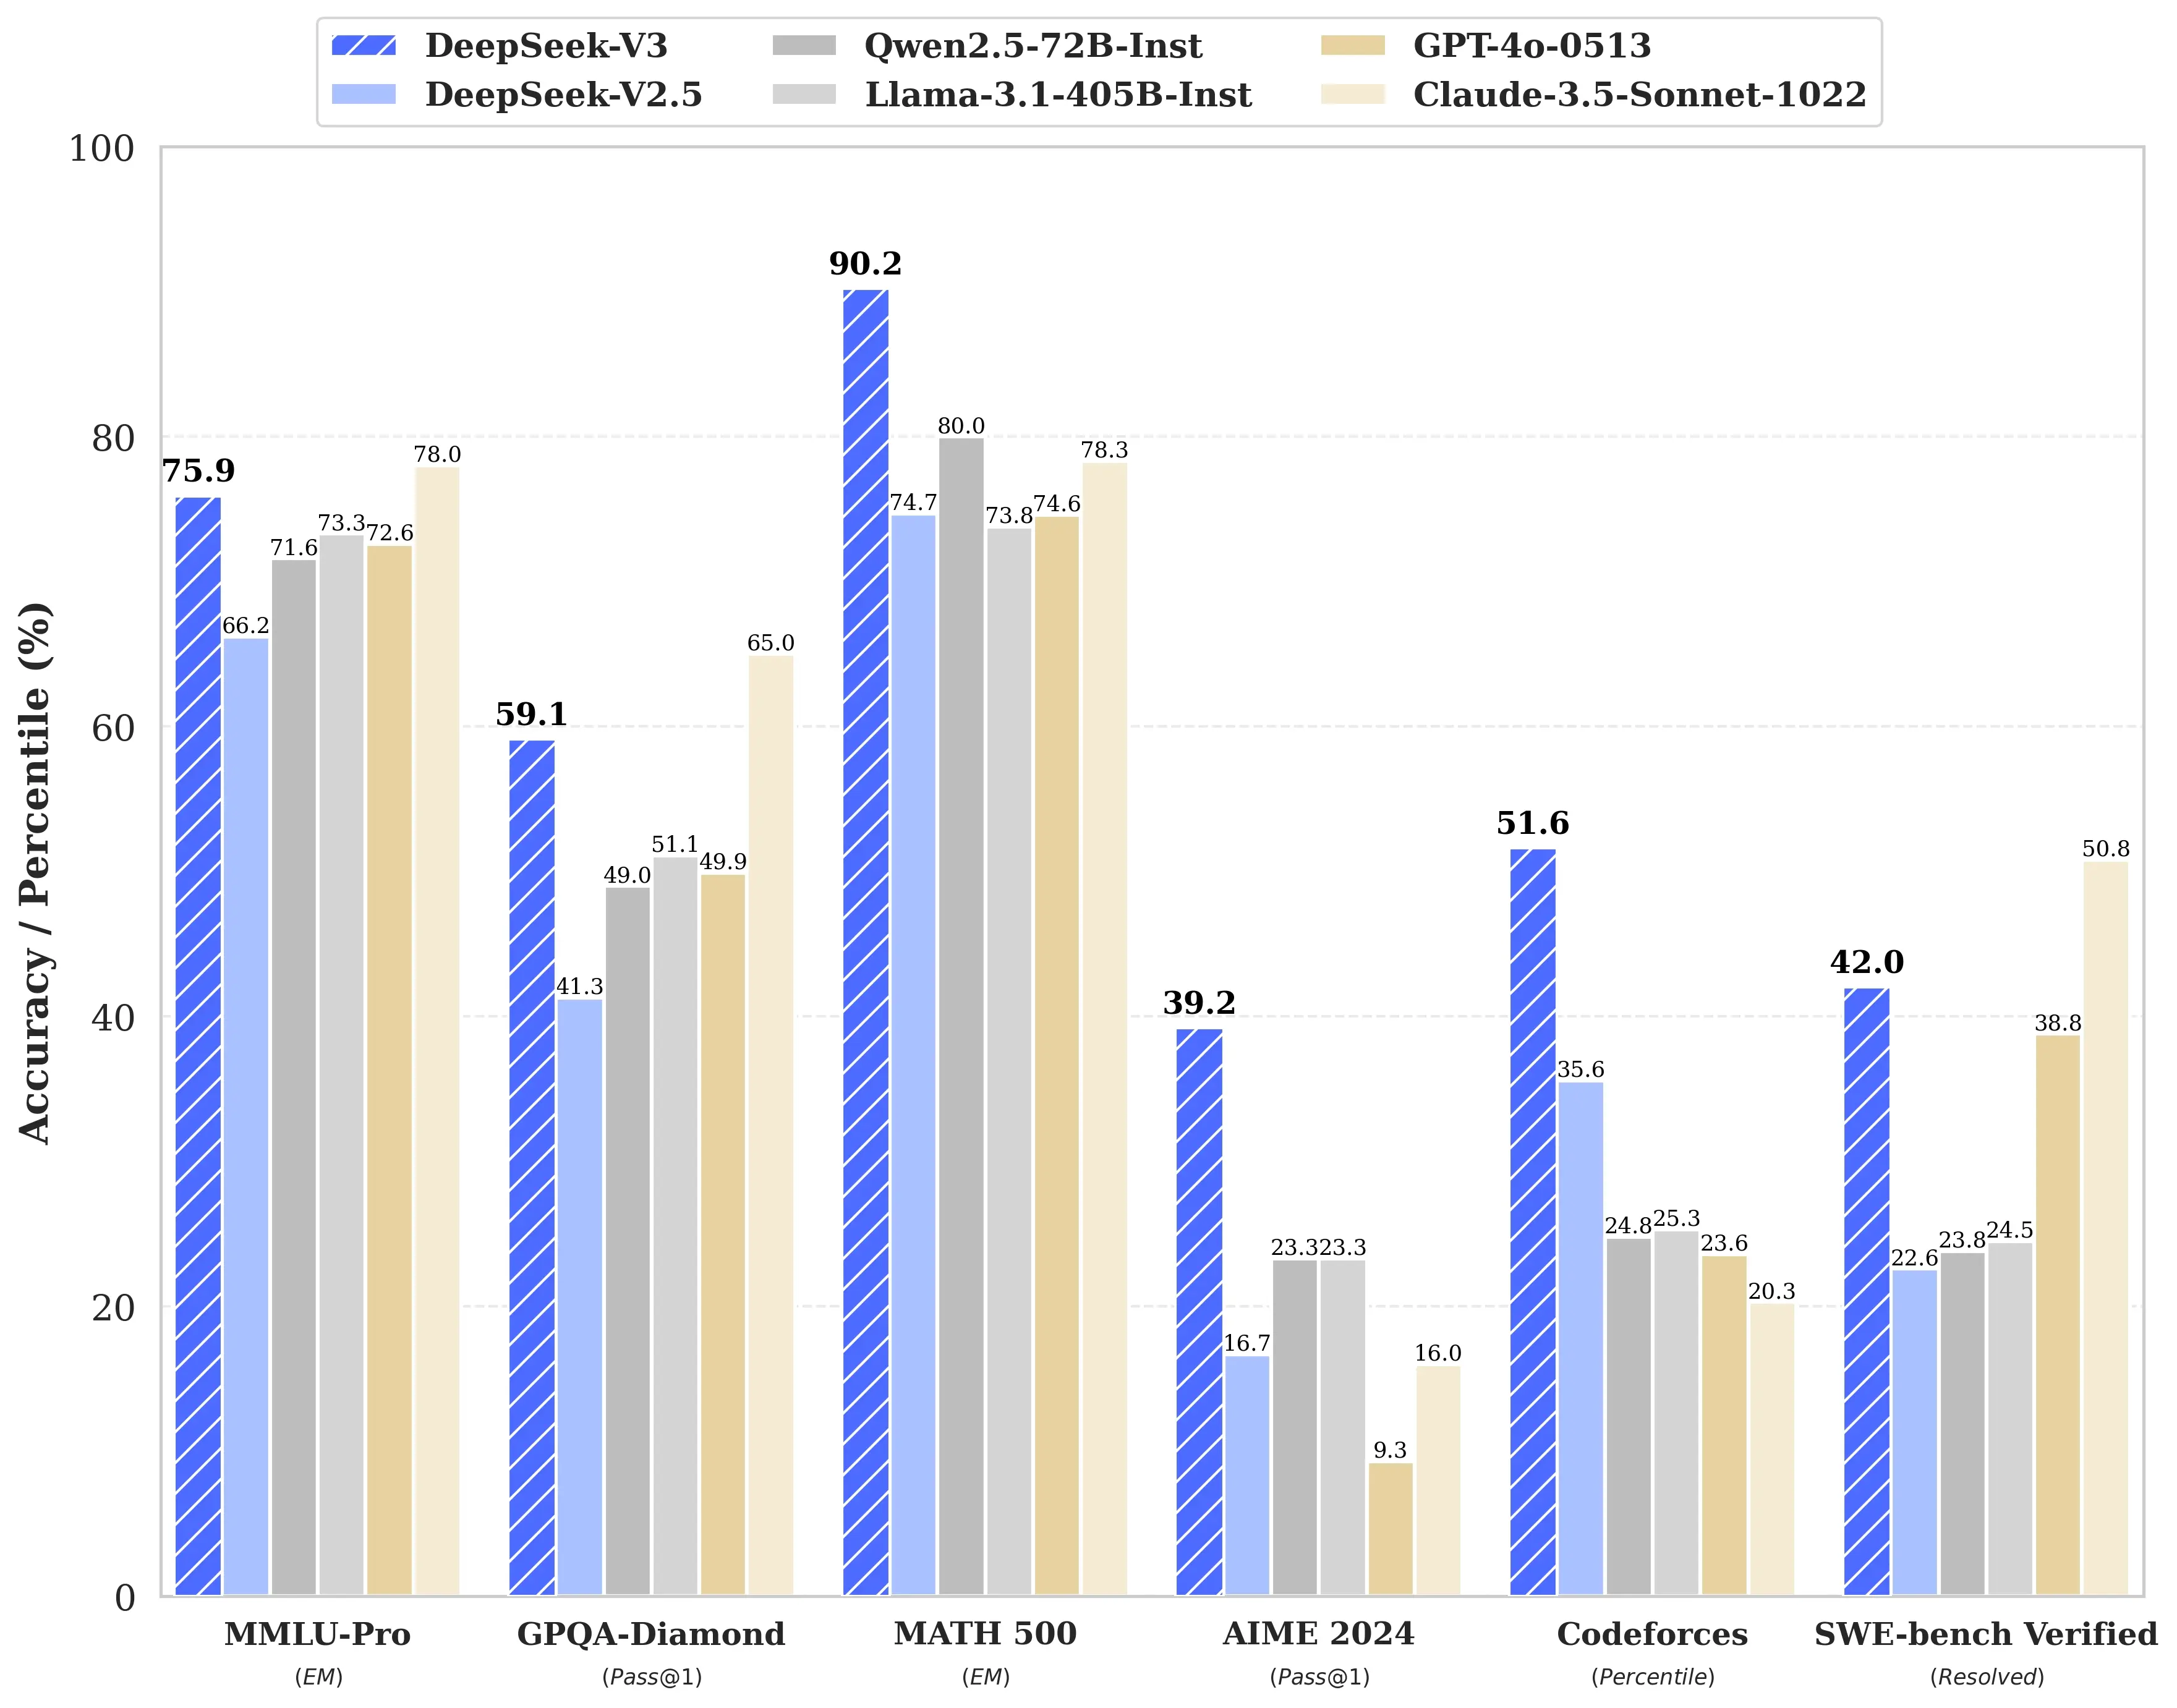 DeepSeek-V3 Qwen2.5-72B-Inst GPT-4o-0513
DeepSeek-V2.5 Llama-3.1-405B-Inst Claude-3.5-Sonnet-1022
Accuracy / Percentile (%)
100
80
60
40
20
0
75.9 66.2 71.6 73.3 72.6 78.0
59.1 41.3 49.0 51.1 49.9 65.0
90.2 74.7 80.0 73.8 74.6 78.3
39.2 16.7 23.3 23.3 9.3 16.0
51.6 35.6 24.8 25.3 23.6 20.3
42.0 22.6 23.8 24.5 38.8 50.8
MMLU-Pro GPQA-Diamond MATH 500 AIME 2024 Codeforces SWE-bench Verified
(EM) (Pass@1) (EM) (Pass@1) (Percentile) (Resolved)